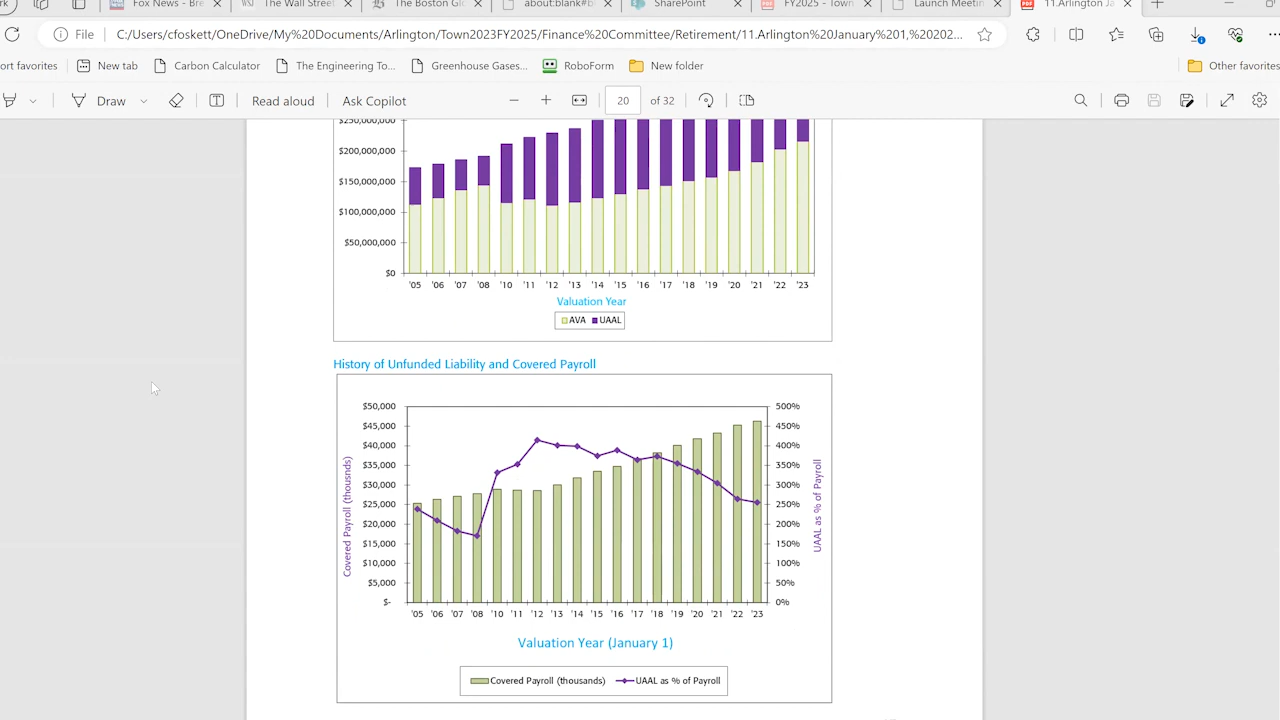 Fox News - Bre
The Wall Street
The Boston Glo
about:blank#b
SharePoint
FY2025 - Town
Launch Meetin
11.Arlington Ja
File C:/Users/cfoskett/OneDrive/My%20Documents/Arlington/Town2023FY2025/Finance%20Committee/Retirement/11.Arlington%20January%201,%20202...
ort favorites New tab Carbon Calculator The Engineering To... Greenhouse Gases... RoboForm New folder Other favorites
Draw Read aloud Ask Copilot 20 of 32
$250,000,000
$200,000,000
$150,000,000
$100,000,000
$50,000,000
$0
'05 '06 '07 '08 '10 '11 '12 '13 '14 '15 '16 '17 '18 '19 '20 '21 '22 '23
Valuation Year
AVA UAAL
History of Unfunded Liability and Covered Payroll
Covered Payroll (thousnds)
$50,000
$45,000
$40,000
$35,000
$30,000
$25,000
$20,000
$15,000
$10,000
$5,000
$-
500%
450%
400%
350%
300%
250%
200%
150%
100%
50%
0%
UAAL as % of Payroll
'05 '06 '07 '08 '10 '11 '12 '13 '14 '15 '16 '17 '18 '19 '20 '21 '22 '23
Valuation Year (January 1)
Covered Payroll (thousands) UAAL as % of Payroll